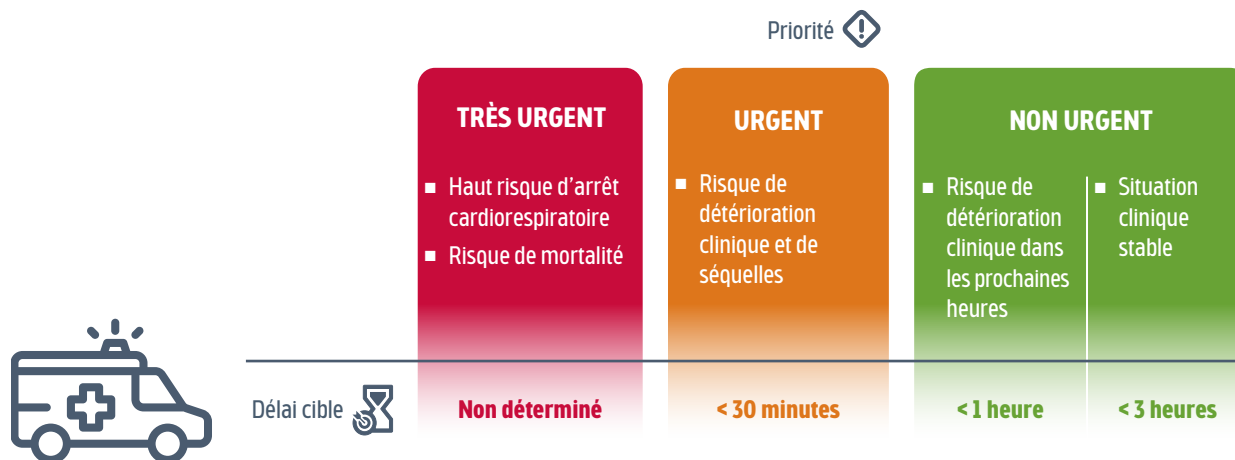 Priorité
TRÈS URGENT
■ Haut risque d’arrêt
cardiorespiratoire
■ Risque de mortalité
URGENT
■ Risque de
détérioration
clinique et de
séquelles
NON URGENT
■ Risque de
détérioration
clinique dans
les prochaines
heures
■ Situation
clinique
stable
Délai cible
Non déterminé
< 30 minutes
< 1 heure
< 3 heures